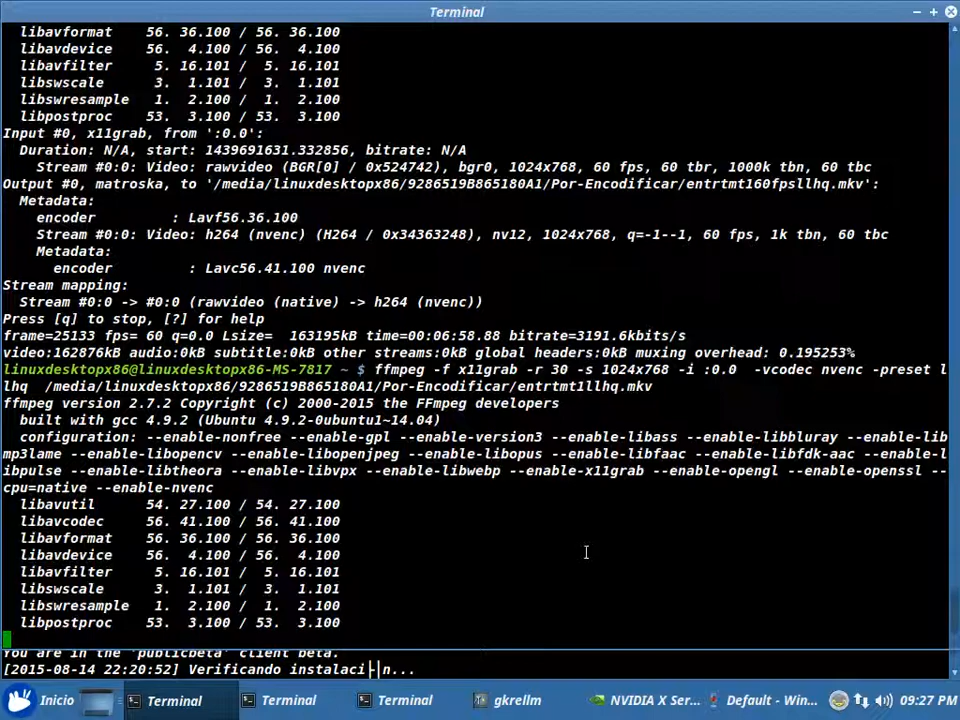 Terminal
libavformat 56. 36.100 / 56. 36.100
libavdevice 56. 4.100 / 56. 4.100
libavfilter 5. 16.101 / 5. 16.101
libswscale 3. 1.101 / 3. 1.101
libswresample 1. 2.100 / 1. 2.100
libpostproc 53. 3.100 / 53. 3.100
Input #0, x11grab, from ':0.0':
Duration: N/A, start: 1439691631.332856, bitrate: N/A
Stream #0:0: Video: rawvideo (BGR[0] / 0x524742), bgr0, 1024x768, 60 fps, 60 tbr, 1000k tbn, 60 tbc
Output #0, matroska, to '/media/linuxdesktopx86/9286519B865180A1/Por-Encodificar/entrtmt160fpsllhq.mkv':
Metadata:
encoder : Lavf56.36.100
Stream #0:0: Video: h264 (nvenc) (H264 / 0x34363248), nv12, 1024x768, q=-1--1, 60 fps, 1k tbn, 60 tbc
Metadata:
encoder : Lavc56.41.100 nvenc
Stream mapping:
Stream #0:0 -> #0:0 (rawvideo (native) -> h264 (nvenc))
Press [q] to stop, [?] for help
frame=25133 fps= 60 q=0.0 Lsize= 163195kB time=00:06:58.88 bitrate=3191.6kbits/s
video:162876kB audio:0kB subtitle:0kB other streams:0kB global headers:0kB muxing overhead: 0.195253%
linuxdesktopx86@linuxdesktopx86-MS-7817 ~ $ ffmpeg -f x11grab -r 30 -s 1024x768 -i :0.0 -vcodec nvenc -preset l
lhq /media/linuxdesktopx86/9286519B865180A1/Por-Encodificar/entrtmt1llhq.mkv
ffmpeg version 2.7.2 Copyright (c) 2000-2015 the FFmpeg developers
built with gcc 4.9.2 (Ubuntu 4.9.2-0ubuntu1~14.04)
configuration: --enable-nonfree --enable-gpl --enable-version3 --enable-libass --enable-libbluray --enable-lib
mp3lame --enable-libopencv --enable-libopenjpeg --enable-libopus --enable-libfaac --enable-libfdk-aac --enable-l
ibpulse --enable-libtheora --enable-libvpx --enable-libwebp --enable-x11grab --enable-opengl --enable-openssl --
cpu=native --enable-nvenc
libavutil 54. 27.100 / 54. 27.100
libavcodec 56. 41.100 / 56. 41.100
libavformat 56. 36.100 / 56. 36.100
libavdevice 56. 4.100 / 56. 4.100
libavfilter 5. 16.101 / 5. 16.101
libswscale 3. 1.101 / 3. 1.101
libswresample 1. 2.100 / 1. 2.100
libpostproc 53. 3.100 / 53. 3.100
You are in the 'publicbeta' client beta.
[2015-08-14 22:20:52] Verificando instalaci├│n...
Inicio Terminal Terminal Terminal gkrellm NVIDIA X Ser... Default - Win... 09:27 PM